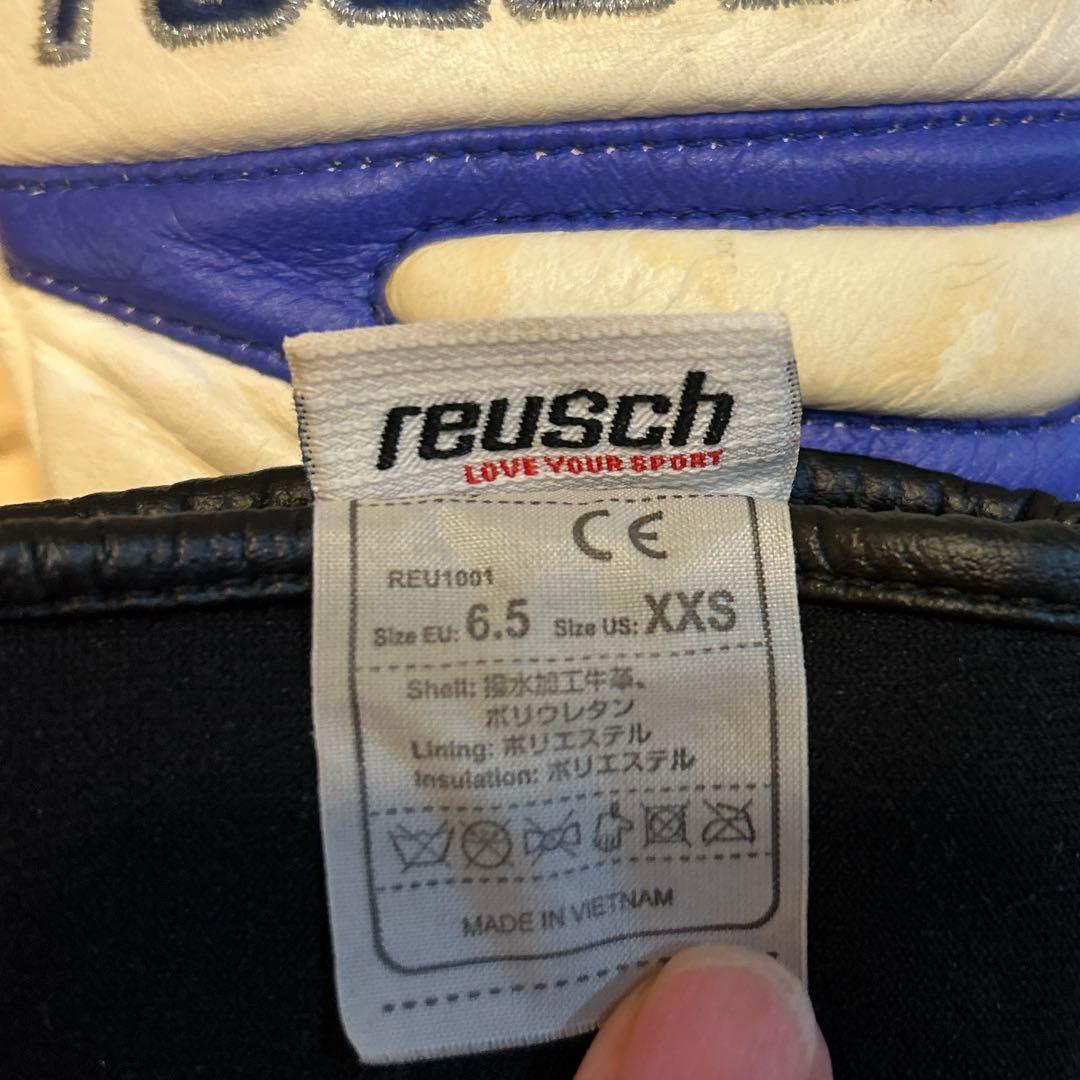 reusch
LOVE YOUR SPORT
CE
REU1001
Size EU: 6.5 Size US: XXS
Shell: 撥水加工牛革、
ポリウレタン
Lining: ポリエステル
Insulation: ポリエステル
MADE IN VIETNAM